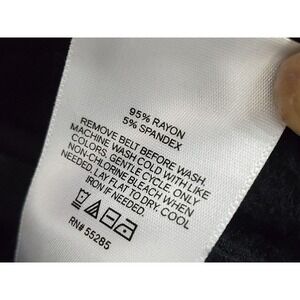 95% RAYON
5% SPANDEX
REMOVE BELT BEFORE WASH.
MACHINE WASH COLD WITH LIKE
COLORS, GENTLE CYCLE. ONLY
NON-CHLORINE BLEACH WHEN
NEEDED. LAY FLAT TO DRY. COOL
IRON IF NEEDED.
RN# 55285